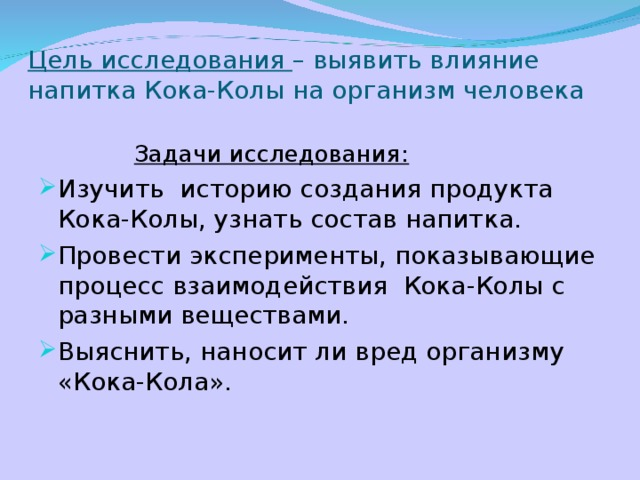 Цель исследования – выявить влияние
напитка Кока-Колы на организм человека
Задачи исследования:
Изучить  историю создания продукта
Кока-Колы, узнать состав напитка.
Провести эксперименты, показывающие
процесс взаимодействия  Кока-Колы с
разными веществами.
Выяснить, наносит ли вред организму
«Кока-Кола».